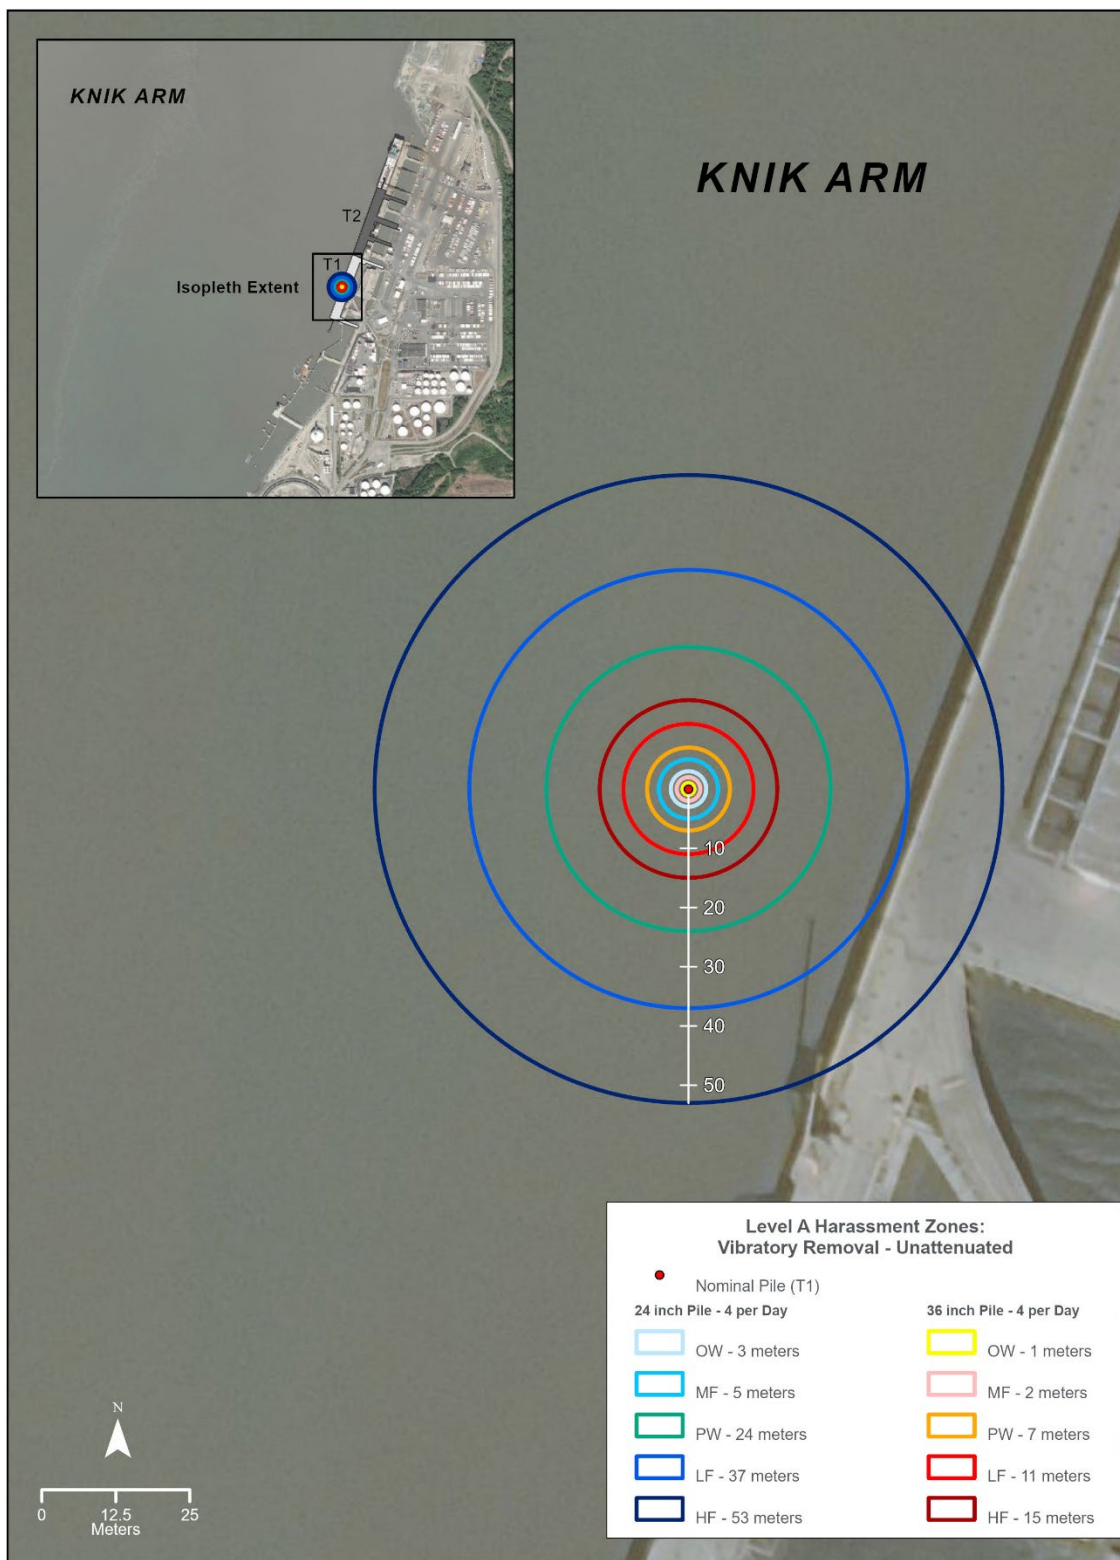 KNIK ARM
KNIK ARM
T2
T1
Isopleth Extent
10
20
30
40
50
Level A Harassment Zones:
Vibratory Removal - Unattenuated
Nominal Pile (T1)
24 inch Pile - 4 per Day
OW - 3 meters
MF - 5 meters
PW - 24 meters
LF - 37 meters
HF - 53 meters
36 inch Pile - 4 per Day
OW - 1 meters
MF - 2 meters
PW - 7 meters
LF - 11 meters
HF - 15 meters
N
0 12.5 25
Meters